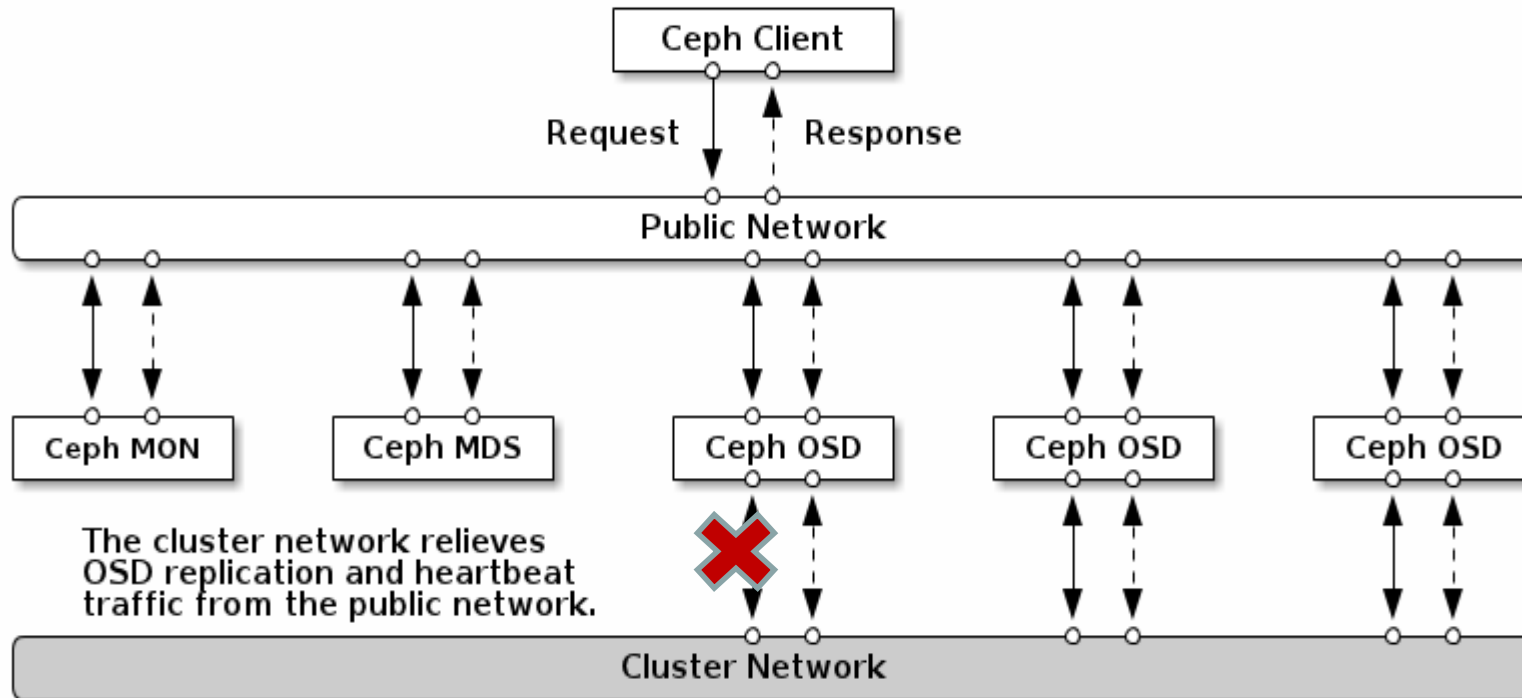 Ceph Client
Request
Response
Public Network
Ceph MON
Ceph MDS
Ceph OSD
Ceph OSD
Ceph OSD
The cluster network relieves
OSD replication and heartbeat
traffic from the public network.
Cluster Network